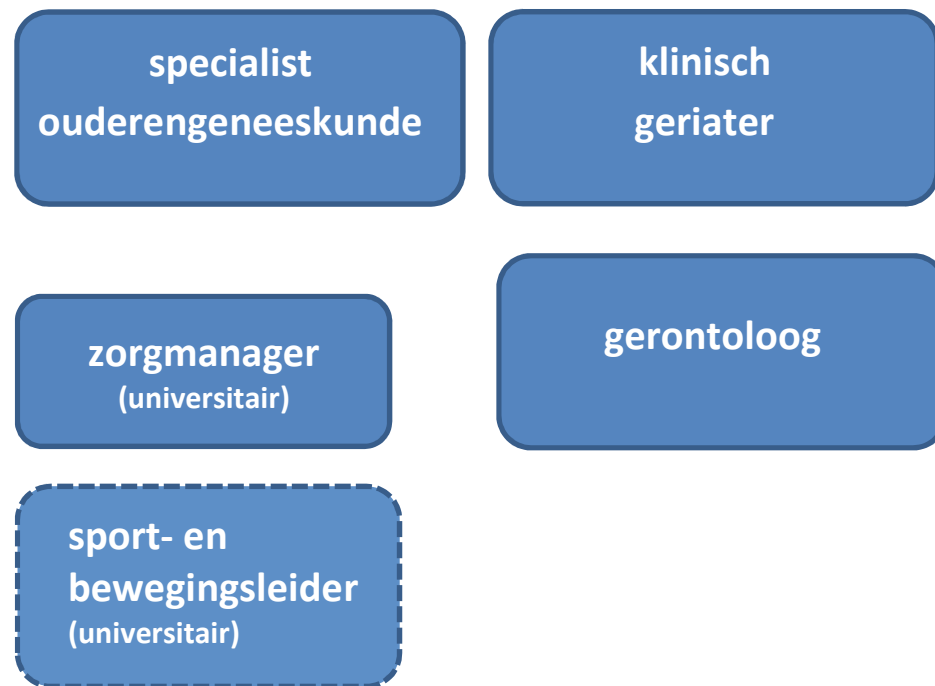 specialist
ouderengeneeskunde
klinisch
geriater
zorgmanager
(universitair)
gerontoloog
sport- en
bewegingsleider
(universitair)